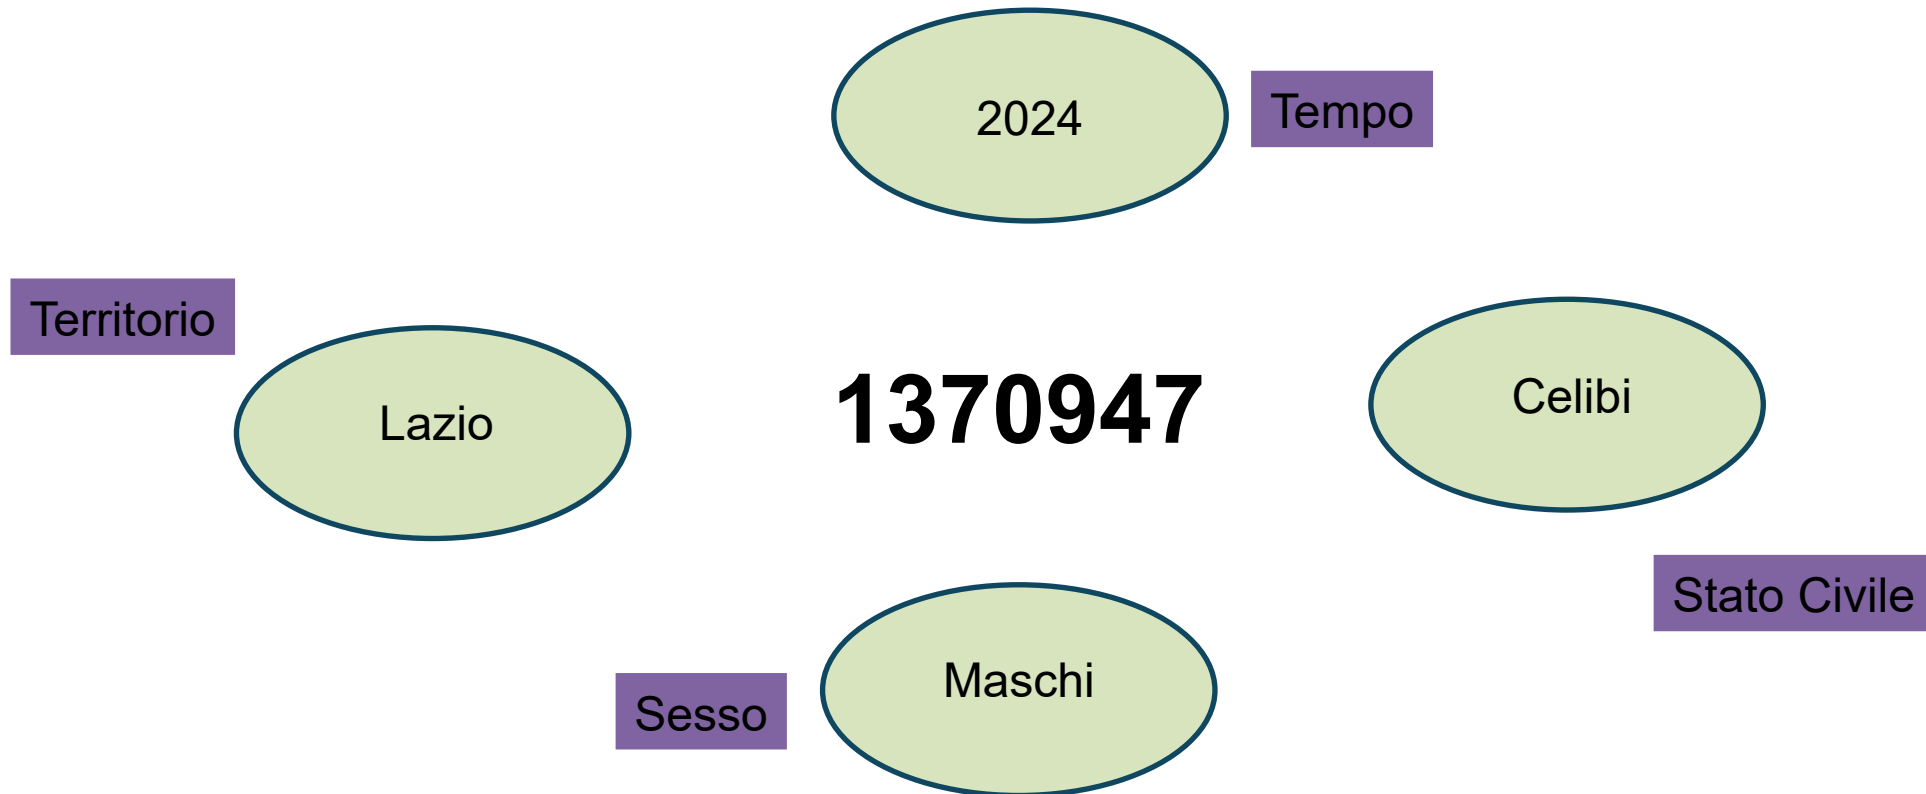 2024
Tempo
Territorio
Lazio
1370947
Celibi
Stato Civile
Maschi
Sesso